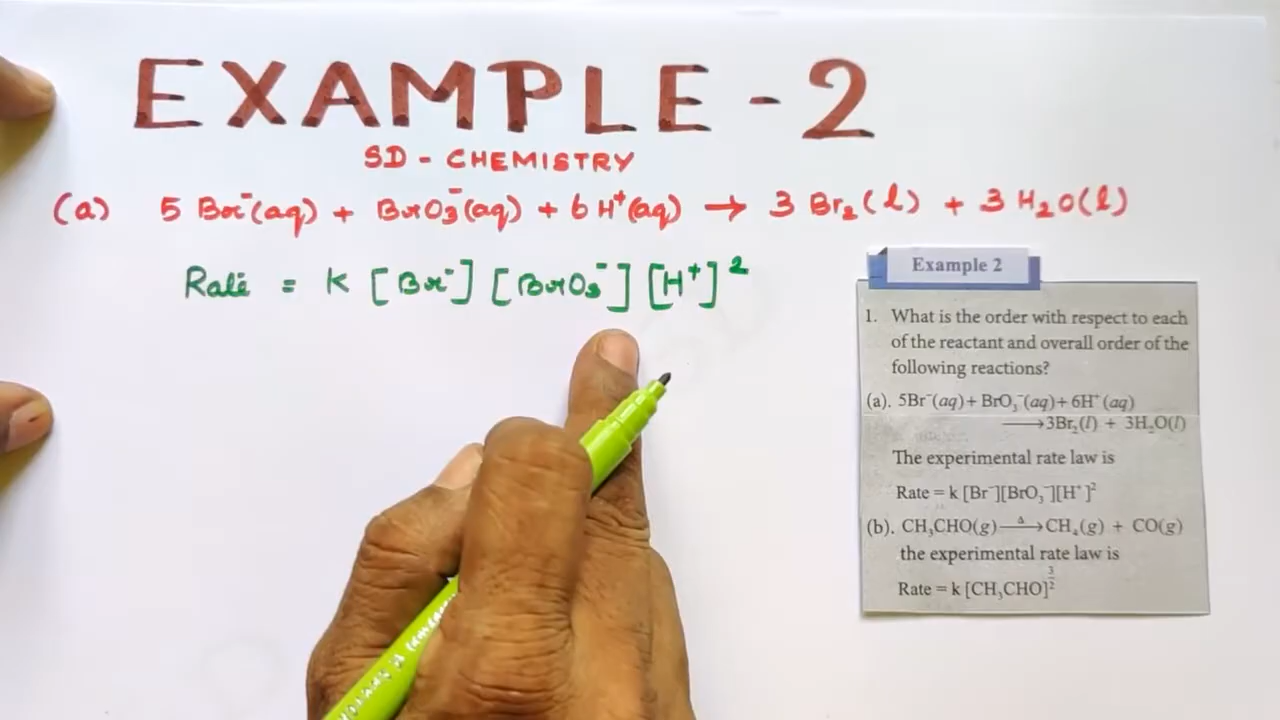 EXAMPLE - 2
SD - CHEMISTRY
(a) 5 Br⁻(aq) + BrO₃⁻(aq) + 6 H⁺(aq) → 3 Br₂(l) + 3 H₂O(l)
Rate = k [Br⁻] [BrO₃⁻] [H⁺]²
Example 2
1. What is the order with respect to each
of the reactant and overall order of the
following reactions?
(a). 5Br⁻(aq) + BrO₃⁻(aq) + 6H⁺(aq)
⟶3Br₂(l) + 3H₂O(l)
The experimental rate law is
Rate = k [Br⁻][BrO₃⁻][H⁺]²
(b). CH₃CHO(g) —Δ→ CH₄(g) + CO(g)
the experimental rate law is
Rate = k [CH₃CHO]^(3/2)